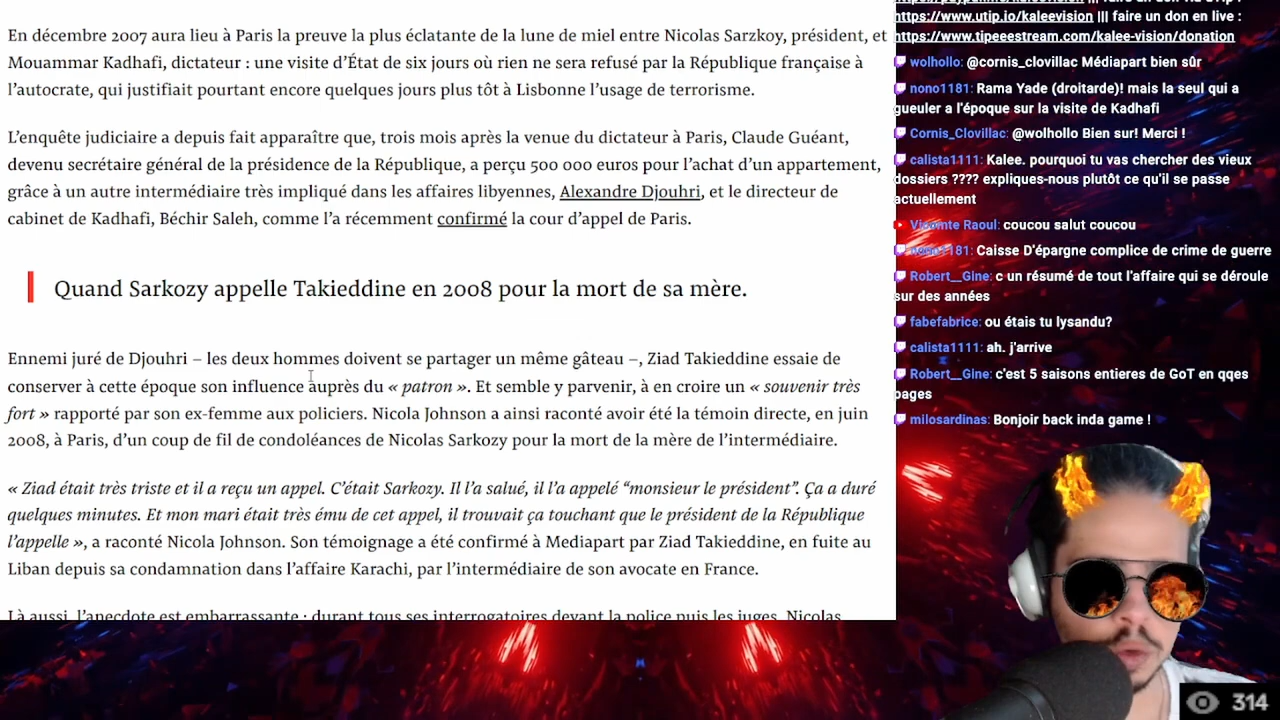 En décembre 2007 aura lieu à Paris la preuve la plus éclatante de la lune de miel entre Nicolas Sarzkoy, président, et
Mouammar Kadhafi, dictateur : une visite d’État de six jours où rien ne sera refusé par la République française à
l’autocrate, qui justifiait pourtant encore quelques jours plus tôt à Lisbonne l’usage de terrorisme.
L’enquête judiciaire a depuis fait apparaître que, trois mois après la venue du dictateur à Paris, Claude Guéant,
devenu secrétaire général de la présidence de la République, a perçu 500 000 euros pour l’achat d’un appartement,
grâce à un autre intermédiaire très impliqué dans les affaires libyennes, Alexandre Djouhri, et le directeur de
cabinet de Kadhafi, Béchir Saleh, comme l’a récemment confirmé la cour d’appel de Paris.
Quand Sarkozy appelle Takieddine en 2008 pour la mort de sa mère.
Ennemi juré de Djouhri – les deux hommes doivent se partager un même gâteau –, Ziad Takieddine essaie de
conserver à cette époque son influence auprès du « patron ». Et semble y parvenir, à en croire un « souvenir très
fort » rapporté par son ex-femme aux policiers. Nicola Johnson a ainsi raconté avoir été la témoin directe, en juin
2008, à Paris, d’un coup de fil de condoléances de Nicolas Sarkozy pour la mort de la mère de l’intermédiaire.
« Ziad était très triste et il a reçu un appel. C’était Sarkozy. Il l’a salué, il l’a appelé “monsieur le président”. Ça a duré
quelques minutes. Et mon mari était très ému de cet appel, il trouvait ça touchant que le président de la République
l’appelle », a raconté Nicola Johnson. Son témoignage a été confirmé à Mediapart par Ziad Takieddine, en fuite au
Liban depuis sa condamnation dans l’affaire Karachi, par l’intermédiaire de son avocate en France.
Là aussi, l’anecdote est embarrassante : durant tous ses interrogatoires devant la police puis les juges, Nicolas
https://www.utip.io/kaleevision ||| faire un don en live :
https://www.tipeeestream.com/kalee-vision/donation
wolhollo: @cornis_clovillac Médiapart bien sûr
nono1181: Rama Yade (droitarde)! mais la seul qui a
gueuler a l'époque sur la visite de Kadhafi
Cornis_Clovillac: @wolhollo Bien sur! Merci !
calista1111: Kalee. pourquoi tu vas chercher des vieux
dossiers ???? expliques-nous plutôt ce qu'il se passe
actuellement
Vicomte Raoul: coucou salut coucou
nono1181: Caisse D'épargne complice de crime de guerre
Robert__Gine: c un résumé de tout l'affaire qui se déroule
sur des années
fabefabrice: ou étais tu lysandu?
calista1111: ah. j'arrive
Robert__Gine: c'est 5 saisons entieres de GoT en qqes
pages
milosardinas: Bonjoir back inda game !
314